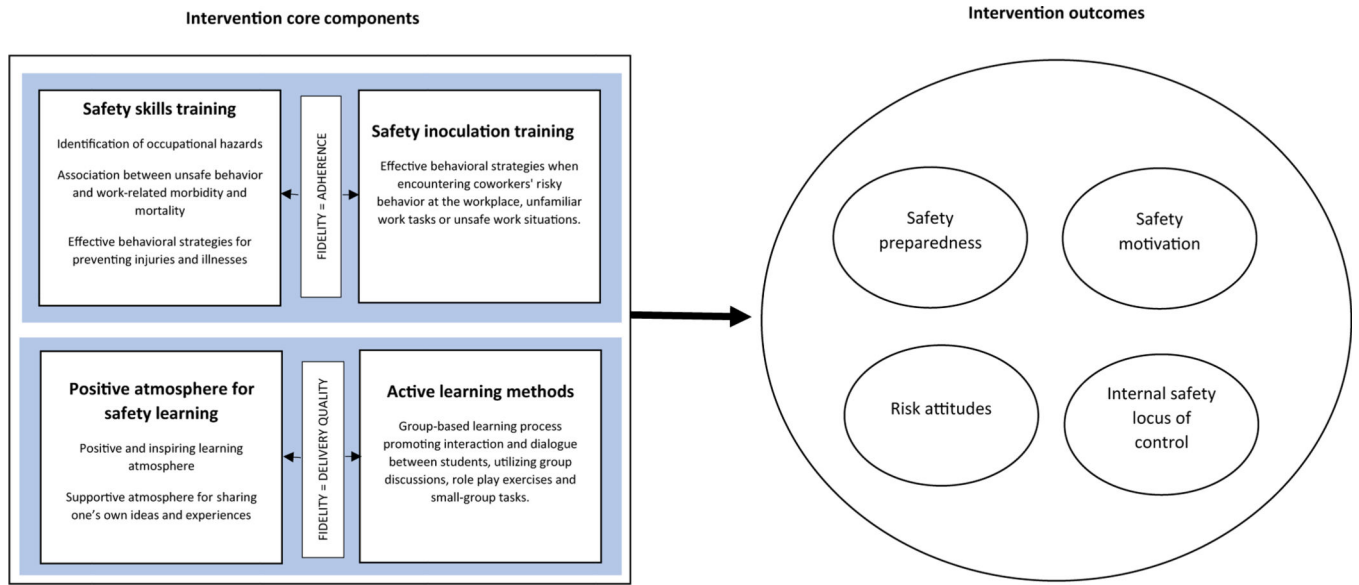 Intervention core components
Safety skills training
Identification of occupational hazards
Association between unsafe behavior
and work-related morbidity and
mortality
Effective behavioral strategies for
preventing injuries and illnesses
FIDELITY = ADHERENCE
Safety inoculation training
Effective behavioral strategies when
encountering coworkers' risky
behavior at the workplace, unfamiliar
work tasks or unsafe work situations.
Positive atmosphere for
safety learning
Positive and inspiring learning
atmosphere
Supportive atmosphere for sharing
one’s own ideas and experiences
FIDELITY = DELIVERY QUALITY
Active learning methods
Group-based learning process
promoting interaction and dialogue
between students, utilizing group
discussions, role play exercises and
small-group tasks.
Intervention outcomes
Safety
preparedness
Safety
motivation
Risk attitudes
Internal safety
locus of
control